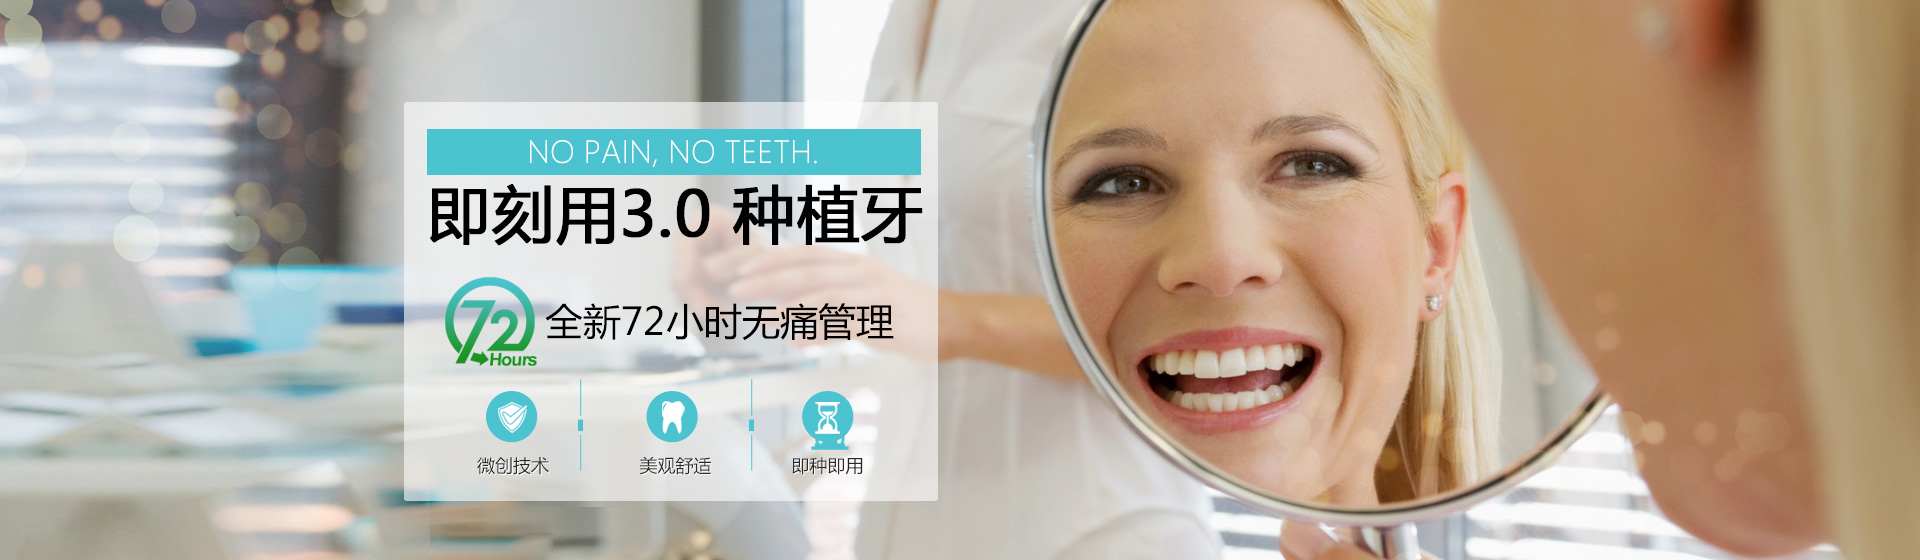 NO PAIN, NO TEETH.
即刻用3.0 种植牙
72 Hours
全新72小时无痛管理
微创技术
美观舒适
即种即用